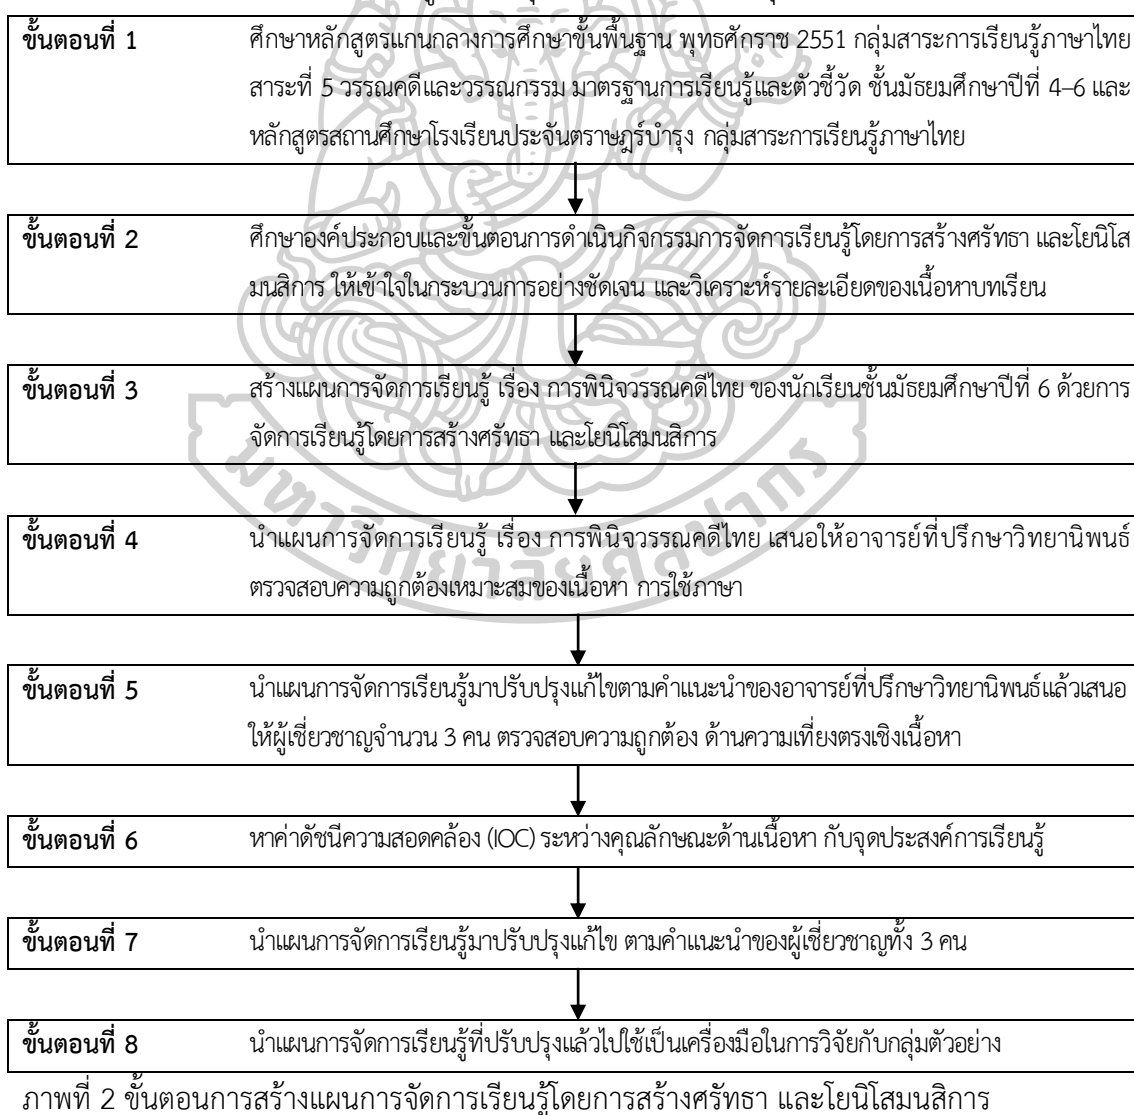 ขั้นตอนที่ 1 ศึกษาหลักสูตรแกนกลางการศึกษาขั้นพื้นฐาน พุทธศักราช 2551 กลุ่มสาระการเรียนรู้ภาษาไทย
สาระที่ 5 วรรณคดีและวรรณกรรม มาตรฐานการเรียนรู้และตัวชี้วัด ชั้นมัธยมศึกษาปีที่ 4–6 และ
หลักสูตรสถานศึกษาโรงเรียนประจันตราษฎร์บำรุง กลุ่มสาระการเรียนรู้ภาษาไทย
ขั้นตอนที่ 2 ศึกษาองค์ประกอบและขั้นตอนการดำเนินกิจกรรมการจัดการเรียนรู้โดยการสร้างศรัทธา และโยนิโส
มนสิการ ให้เข้าใจในกระบวนการอย่างชัดเจน และวิเคราะห์รายละเอียดของเนื้อหาบทเรียน
ขั้นตอนที่ 3 สร้างแผนการจัดการเรียนรู้ เรื่อง การพินิจวรรณคดีไทย ของนักเรียนชั้นมัธยมศึกษาปีที่ 6 ด้วยการ
จัดการเรียนรู้โดยการสร้างศรัทธา และโยนิโสมนสิการ
ขั้นตอนที่ 4 นำแผนการจัดการเรียนรู้ เรื่อง การพินิจวรรณคดีไทย เสนอให้อาจารย์ที่ปรึกษาวิทยานิพนธ์
ตรวจสอบความถูกต้องเหมาะสมของเนื้อหา การใช้ภาษา
มหาวิทยาลัยศิลปากร
ขั้นตอนที่ 5 นำแผนการจัดการเรียนรู้มาปรับปรุงแก้ไขตามคำแนะนำของอาจารย์ที่ปรึกษาวิทยานิพนธ์แล้วเสนอ
ให้ผู้เชี่ยวชาญจำนวน 3 คน ตรวจสอบความถูกต้อง ด้านความเที่ยงตรงเชิงเนื้อหา
ขั้นตอนที่ 6 หาค่าดัชนีความสอดคล้อง (IOC) ระหว่างคุณลักษณะด้านเนื้อหา กับจุดประสงค์การเรียนรู้
ขั้นตอนที่ 7 นำแผนการจัดการเรียนรู้มาปรับปรุงแก้ไข ตามคำแนะนำของผู้เชี่ยวชาญทั้ง 3 คน
ขั้นตอนที่ 8 นำแผนการจัดการเรียนรู้ที่ปรับปรุงแล้วไปใช้เป็นเครื่องมือในการวิจัยกับกลุ่มตัวอย่าง
ภาพที่ 2 ขั้นตอนการสร้างแผนการจัดการเรียนรู้โดยการสร้างศรัทธา และโยนิโสมนสิการ